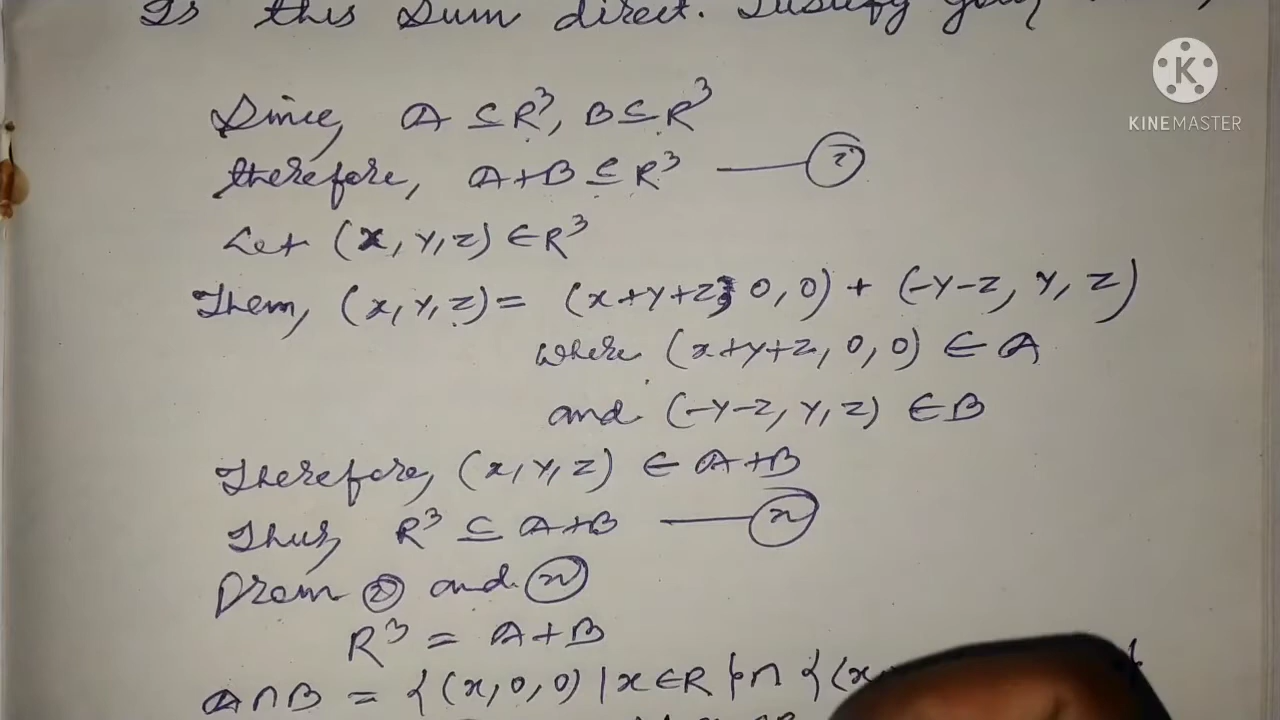 Is this sum direct. Justify your
KINEMASTER
Since, A ⊆ R³, B ⊆ R³
therefore, A+B ⊆ R³ — (i)
Let (x, y, z) ∈ R³
Then, (x, y, z) = (x+y+z, 0, 0) + (-y-z, y, z)
where (x+y+z, 0, 0) ∈ A
and (-y-z, y, z) ∈ B
Therefore, (x, y, z) ∈ A+B
Thus, R³ ⊆ A+B — (ii)
From (i) and (ii)
R³ = A+B
A∩B = {(x, 0, 0) | x ∈ R} ∩ {(x,